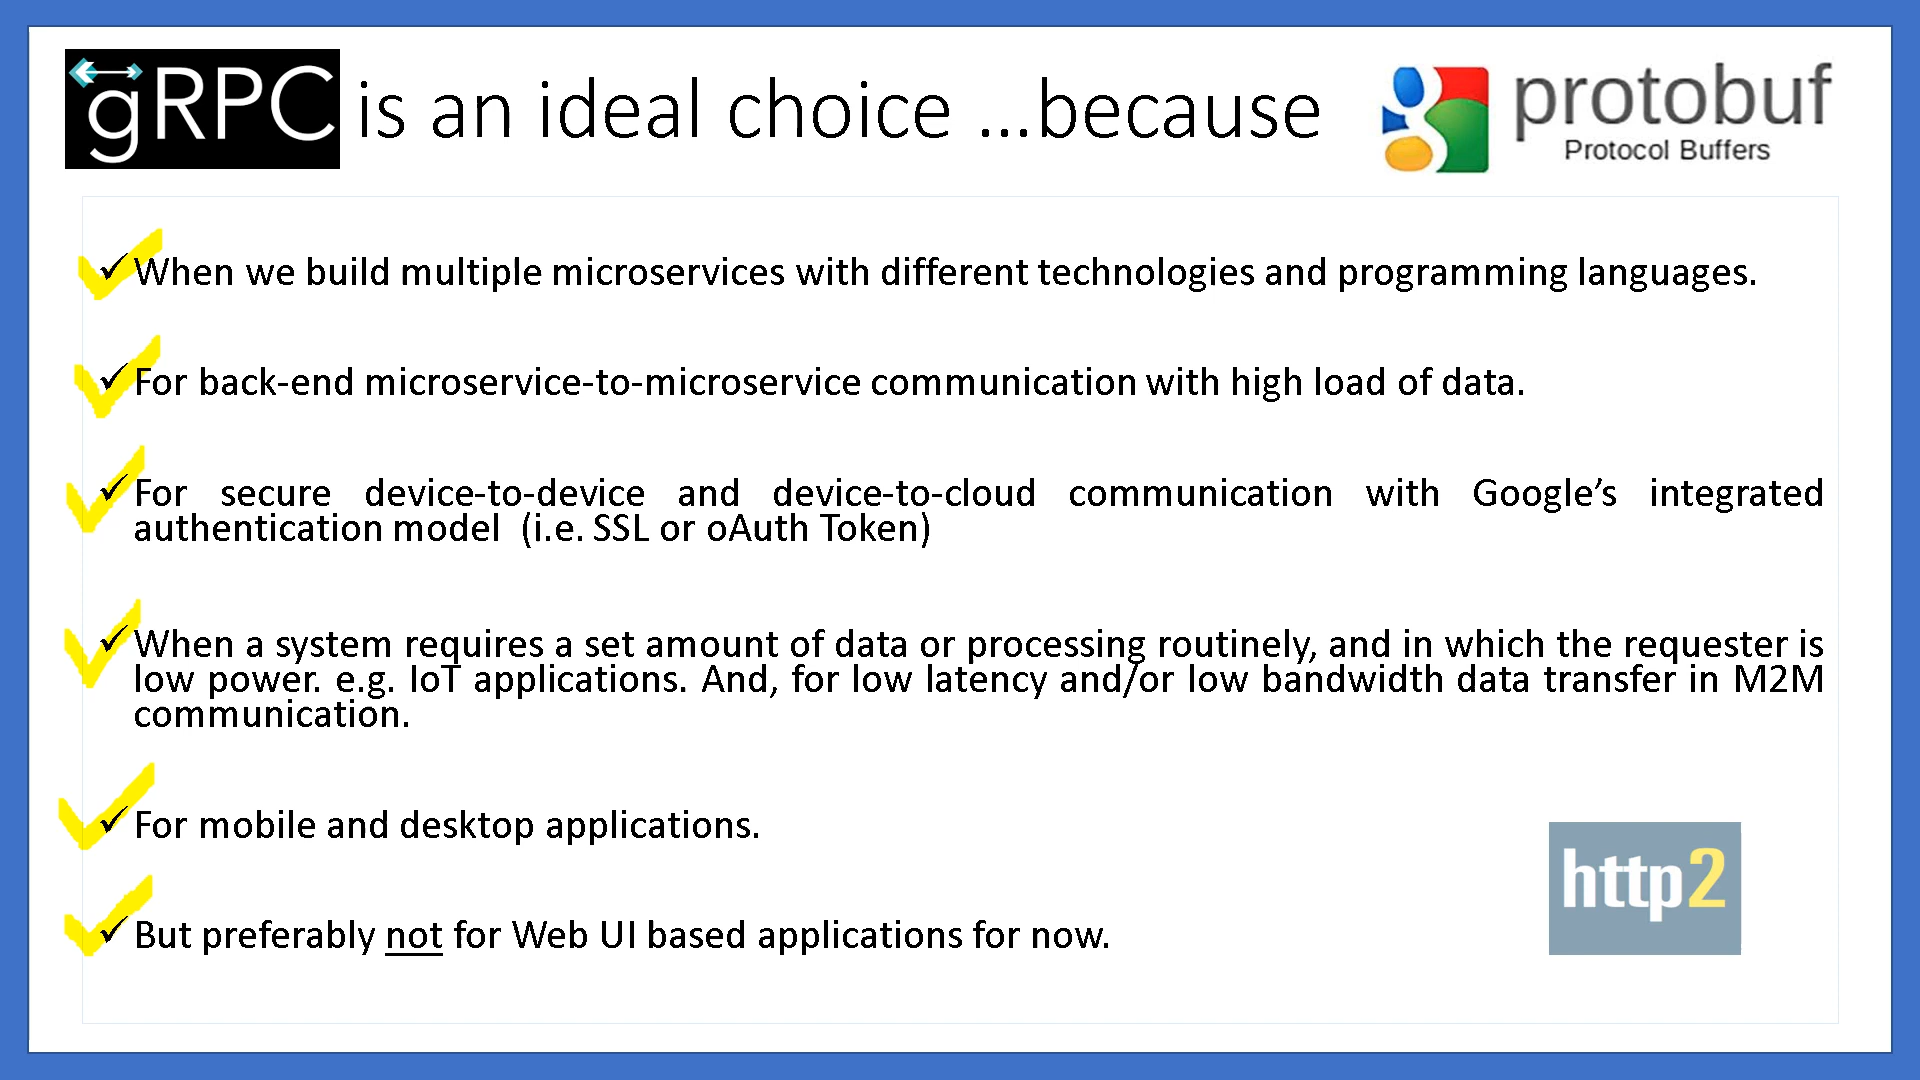 gRPC is an ideal choice ...because
protobuf
Protocol Buffers
When we build multiple microservices with different technologies and programming languages.
For back-end microservice-to-microservice communication with high load of data.
For secure device-to-device and device-to-cloud communication with Google’s integrated
authentication model (i.e. SSL or oAuth Token)
When a system requires a set amount of data or processing routinely, and in which the requester is
low power. e.g. IoT applications. And, for low latency and/or low bandwidth data transfer in M2M
communication.
For mobile and desktop applications.
http2
But preferably not for Web UI based applications for now.